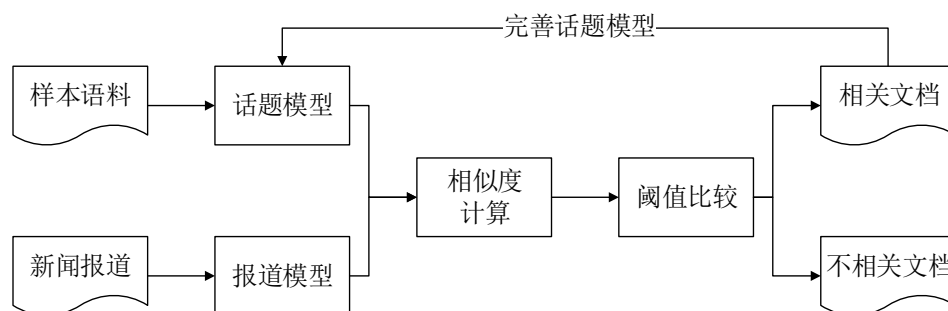 完善话题模型
样本语料
话题模型
相关文档
相似度
计算
阈值比较
新闻报道
报道模型
不相关文档